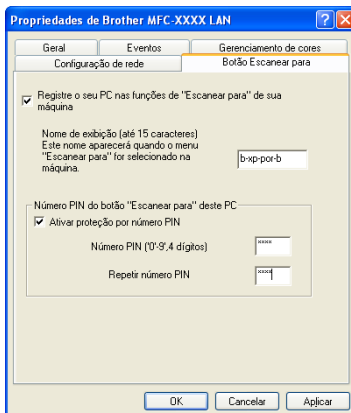 Propriedades de Brother MFC-XXXX LAN
Geral
Eventos
Gerenciamento de cores
Configuração de rede
Botão Escanear para
Registre o seu PC nas funções de "Escanear para" de sua
máquina
Nome de exibição (até 15 caracteres)
Este nome aparecerá quando o menu
"Escanear para" for selecionado na
máquina.
b-xp-por-b
Número PIN do botão "Escanear para" deste PC
Ativar proteção por número PIN
Número PIN ('0'-9',4 dígitos)
xxxx
Repetir número PIN
xxxx
OK
Cancelar
Aplicar